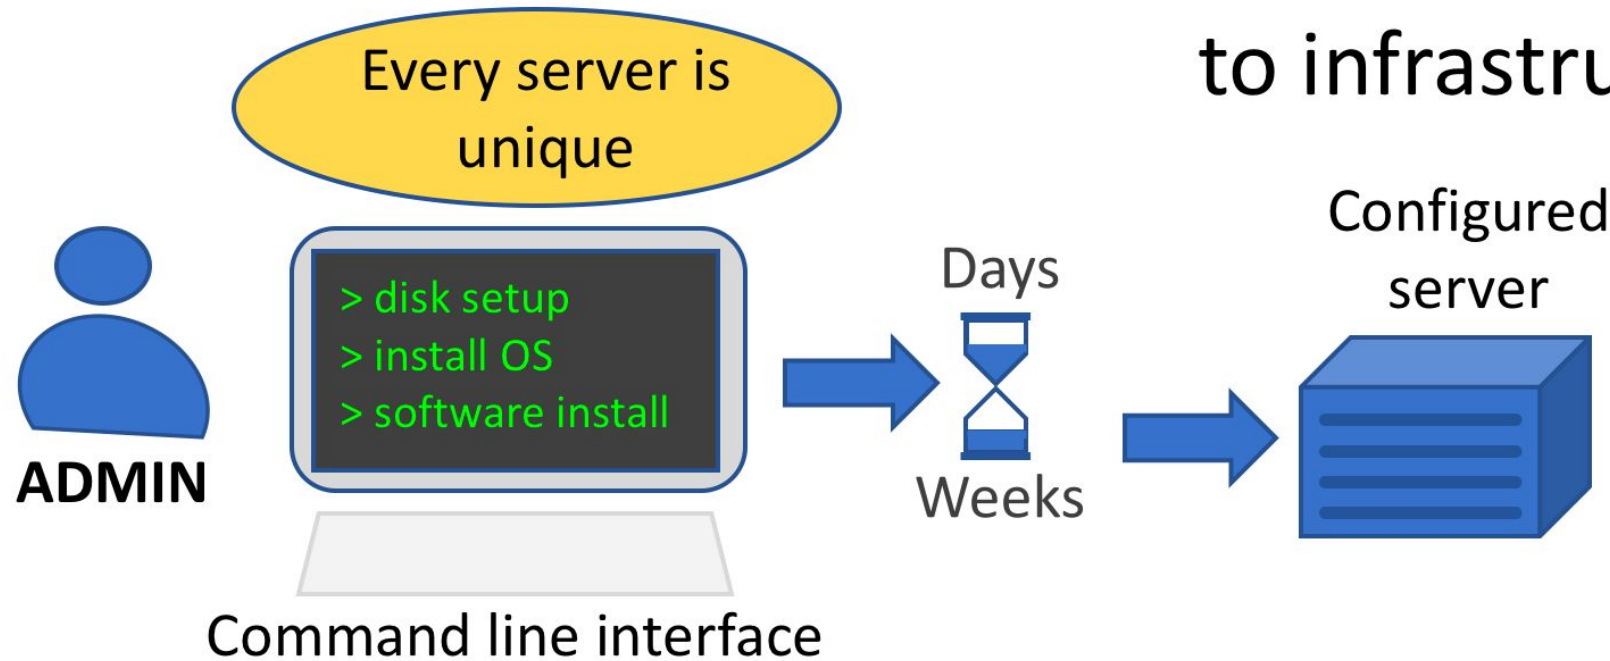 Every server is
unique
to infrastru
Configured
server
> disk setup
> install OS
> software install
Days
Weeks
ADMIN
Command line interface